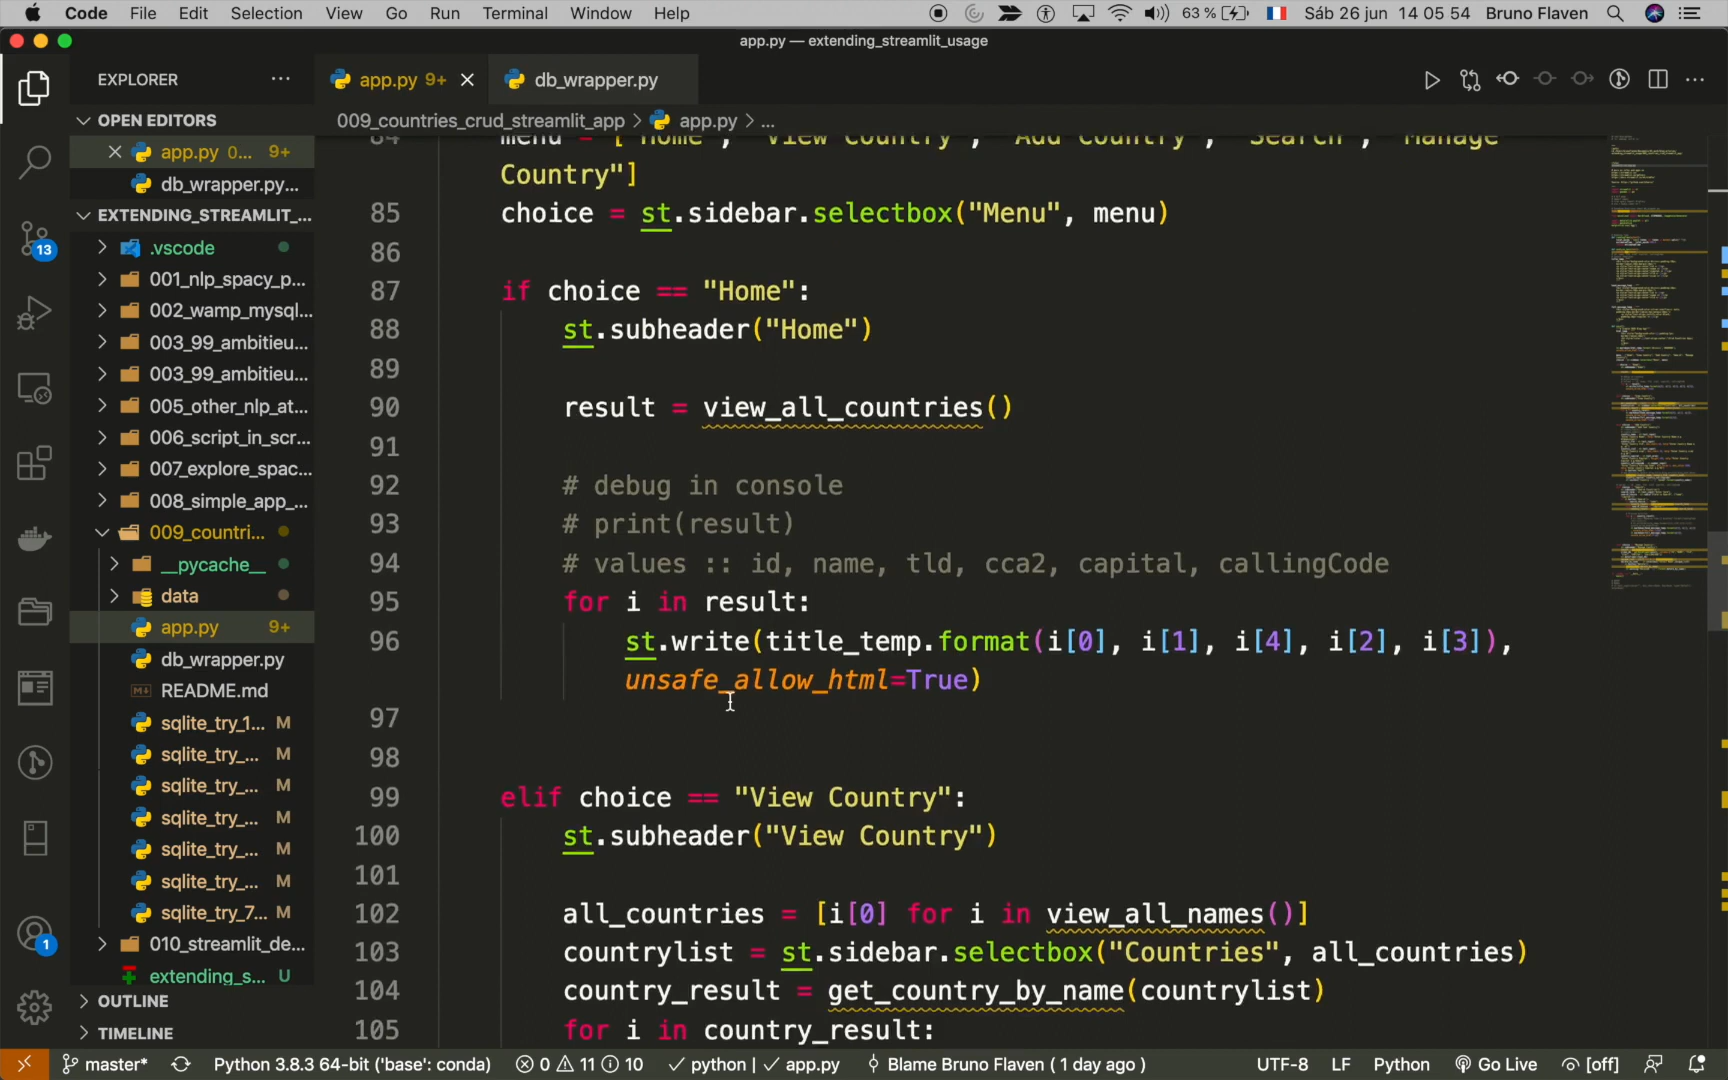 Code File Edit Selection View Go Run Terminal Window Help 63 % Sáb 26 jun 14 05 54 Bruno Flaven
app.py — extending_streamlit_usage
EXPLORER ...
app.py 9+
db_wrapper.py
OPEN EDITORS
app.py 0... 9+
db_wrapper.py...
EXTENDING_STREAMLIT_...
.vscode
001_nlp_spacy_p...
002_wamp_mysql...
003_99_ambitieu...
003_99_ambitieu...
005_other_nlp_at...
006_script_in_scr...
007_explore_spac...
008_simple_app_...
009_countri...
__pycache__
data
app.py 9+
db_wrapper.py
README.md
sqlite_try_1... M
sqlite_try_... M
sqlite_try_... M
sqlite_try_... M
sqlite_try_... M
sqlite_try_... M
sqlite_try_7... M
010_streamlit_de...
extending_s... U
OUTLINE
TIMELINE
13
1
009_countries_crud_streamlit_app > app.py > ...
84 menu = ["Home", "View Country", "Add Country", "Search", "Manage
Country"]
85 choice = st.sidebar.selectbox("Menu", menu)
86
87 if choice == "Home":
88 st.subheader("Home")
89
90 result = view_all_countries()
91
92 # debug in console
93 # print(result)
94 # values :: id, name, tld, cca2, capital, callingCode
95 for i in result:
96 st.write(title_temp.format(i[0], i[1], i[4], i[2], i[3]),
unsafe_allow_html=True)
97
98
99 elif choice == "View Country":
100 st.subheader("View Country")
101
102 all_countries = [i[0] for i in view_all_names()]
103 countrylist = st.sidebar.selectbox("Countries", all_countries)
104 country_result = get_country_by_name(countrylist)
105 for i in country_result:
master* Python 3.8.3 64-bit ('base': conda) 0 11 10 ✓ python | ✓ app.py Blame Bruno Flaven ( 1 day ago ) UTF-8 LF Python Go Live [off]